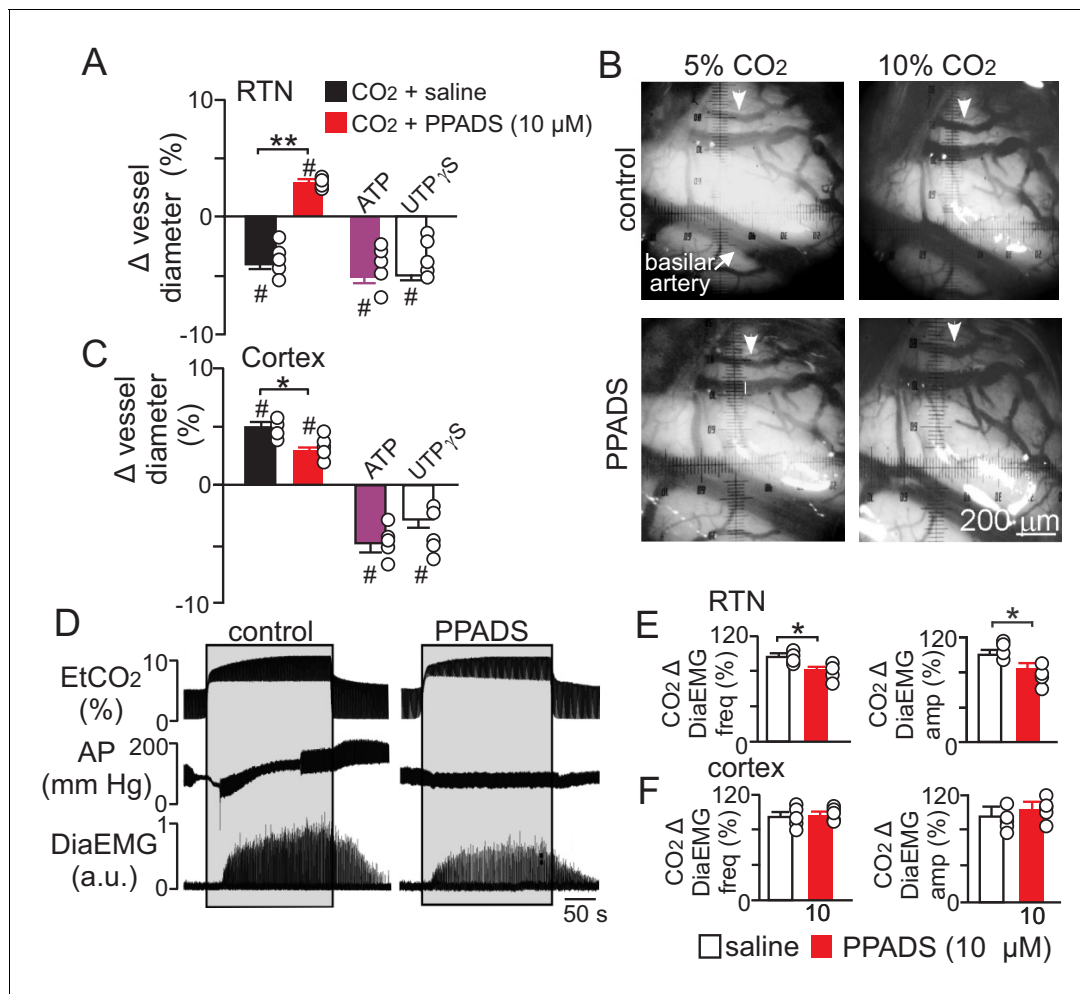 A
RTN
CO2 + saline
CO2 + PPADS (10 µM)
Δ vessel
diameter (%)
10
0
-10
**
#
#
ATP
UTPγS
#
#
B
5% CO2
10% CO2
control
PPADS
basilar
artery
200 µm
C
Cortex
Δ vessel
diameter
(%)
10
0
-10
*
#
#
ATP
UTPγS
#
#
D
control
PPADS
EtCO2
(%)
10
0
AP
(mm Hg)
200
0
DiaEMG
(a.u.)
1
0
50 s
E
RTN
CO2 Δ
DiaEMG
freq (%)
120
0
*
CO2 Δ
DiaEMG
amp (%)
120
0
*
F
cortex
CO2 Δ
DiaEMG
freq (%)
120
0
10
CO2 Δ
DiaEMG
amp (%)
120
0
10
saline
PPADS (10 µM)